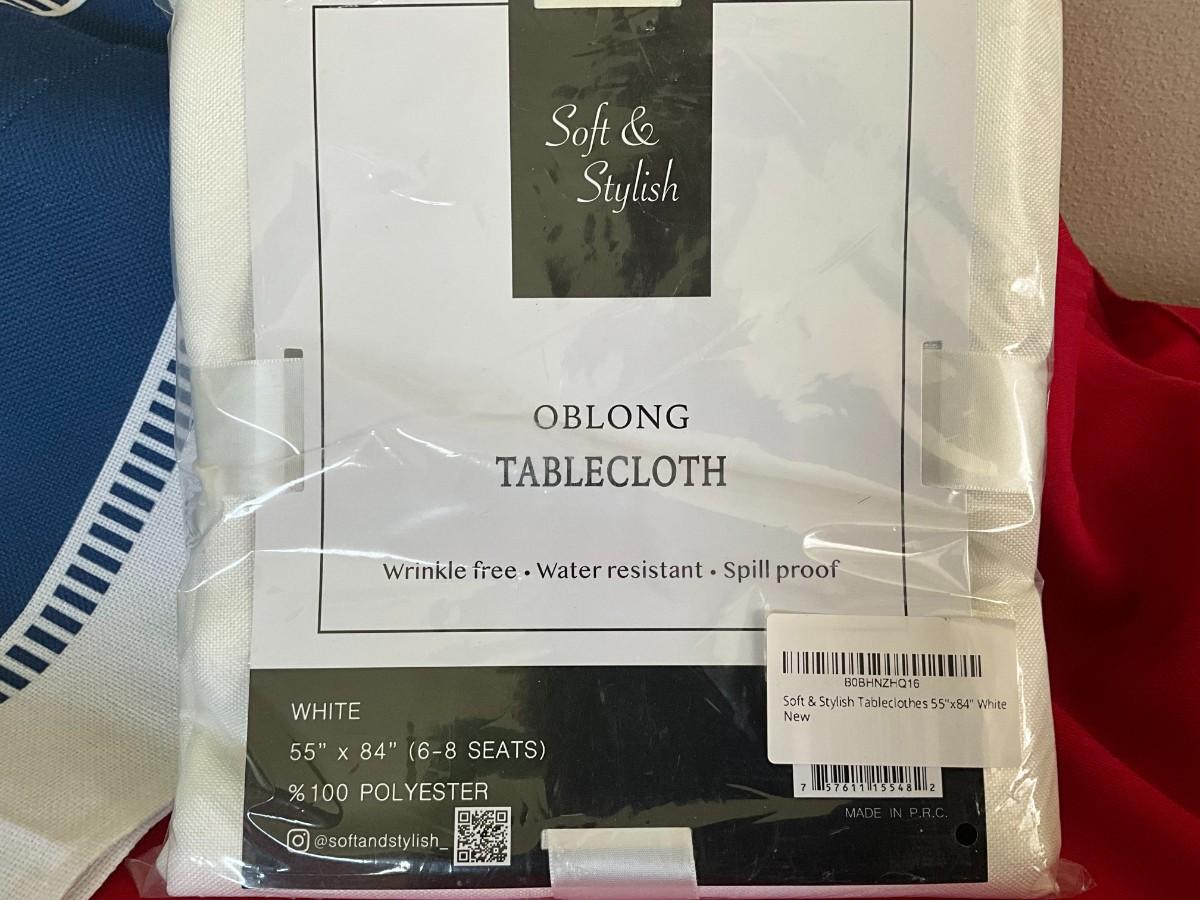 Soft &
Stylish
OBLONG
TABLECLOTH
Wrinkle free • Water resistant • Spill proof
B0BHNZHQ16
Soft & Stylish Tableclothes 55"x84" White
New
WHITE
55” x 84” (6-8 SEATS)
%100 POLYESTER
@softandstylish_
7 57611 15548 2
MADE IN P.R.C.